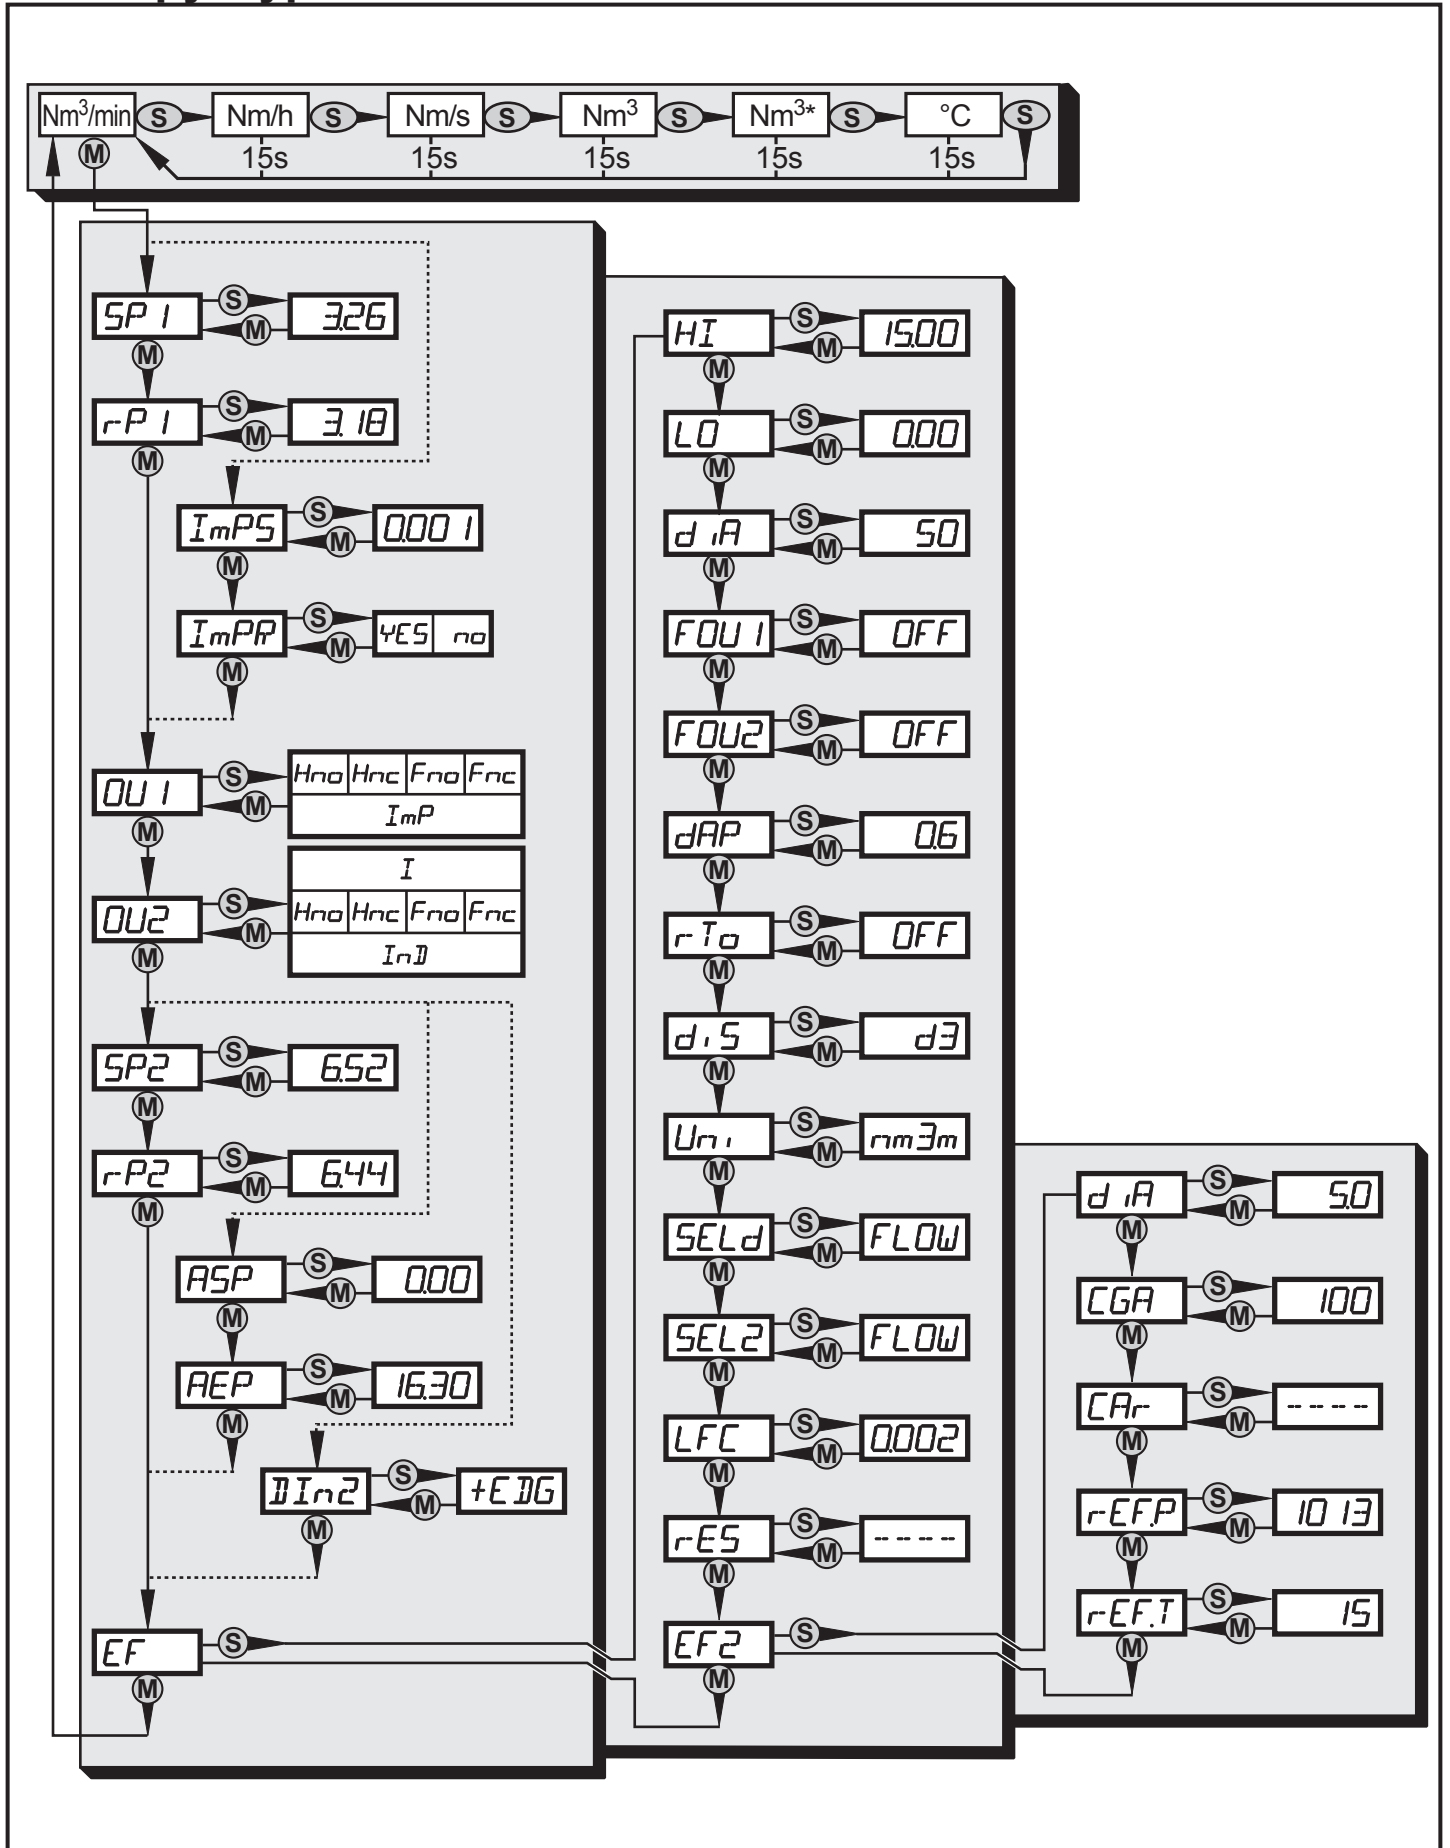 Nm³/min S Nm/h S Nm/s S Nm³ S Nm³* S °C S
M 15s 15s 15s 15s 15s
SP1 S 3.26
M
M
rP1 S 3.18
M
M
ImPS S 0.001
M
M
ImPR S YES no
M
M
OU1 S Hno Hnc Fno Fnc
M ImP
M
I
OU2 S Hno Hnc Fno Fnc
M InD
M
SP2 S 6.52
M
M
rP2 S 6.44
M
M
ASP S 0.00
M
M
AEP S 16.30
M
M
DIn2 S +EDG
M
M
EF S
M
HI S 15.00
M
M
LO S 0.00
M
M
diA S 50
M
M
FOU1 S OFF
M
M
FOU2 S OFF
M
M
dAP S 0.6
M
M
rTo S OFF
M
M
diS S d3
M
M
Uni S nm3m
M
M
SELd S FLOW
M
M
SEL2 S FLOW
M
M
LFC S 0.002
M
M
rES S ----
M
M
EF2 S
M
diA S 5.0
M
M
CGA S 100
M
M
CAr S ----
M
M
rEF.P S 1013
M
M
rEF.T S 15
M
M